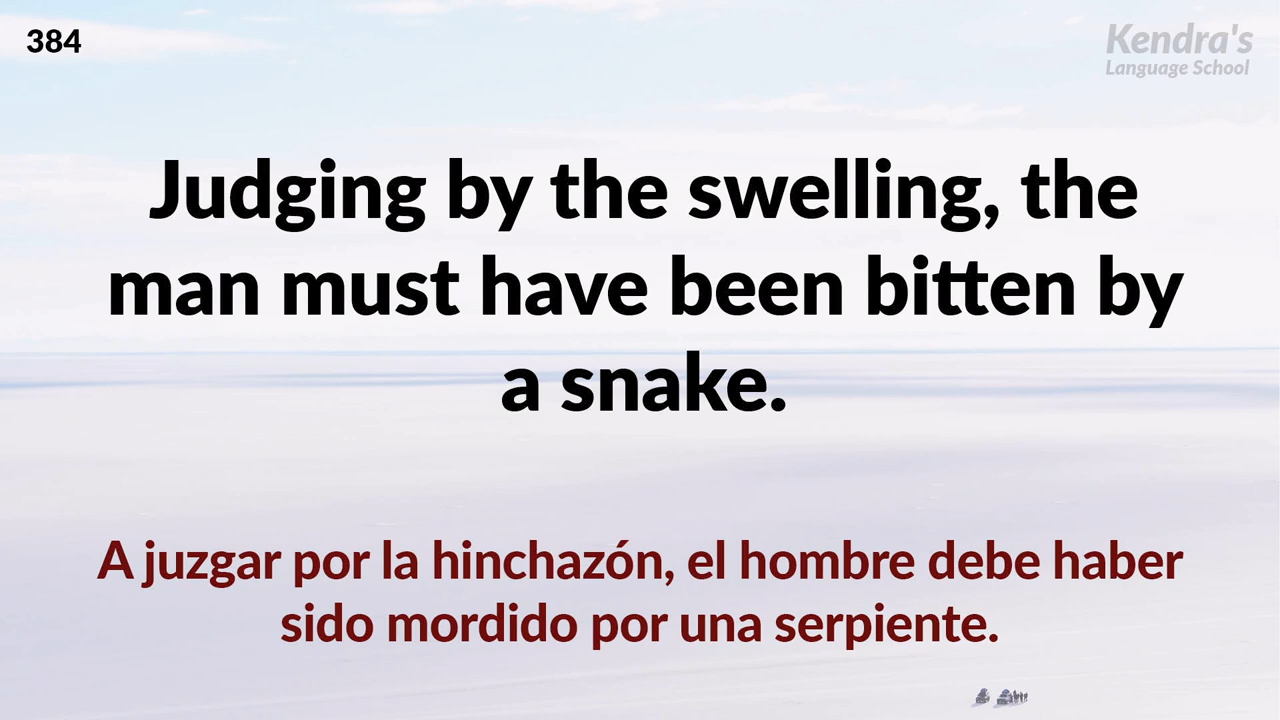 384
Kendra's
Language School
Judging by the swelling, the
man must have been bitten by
a snake.
A juzgar por la hinchazón, el hombre debe haber
sido mordido por una serpiente.